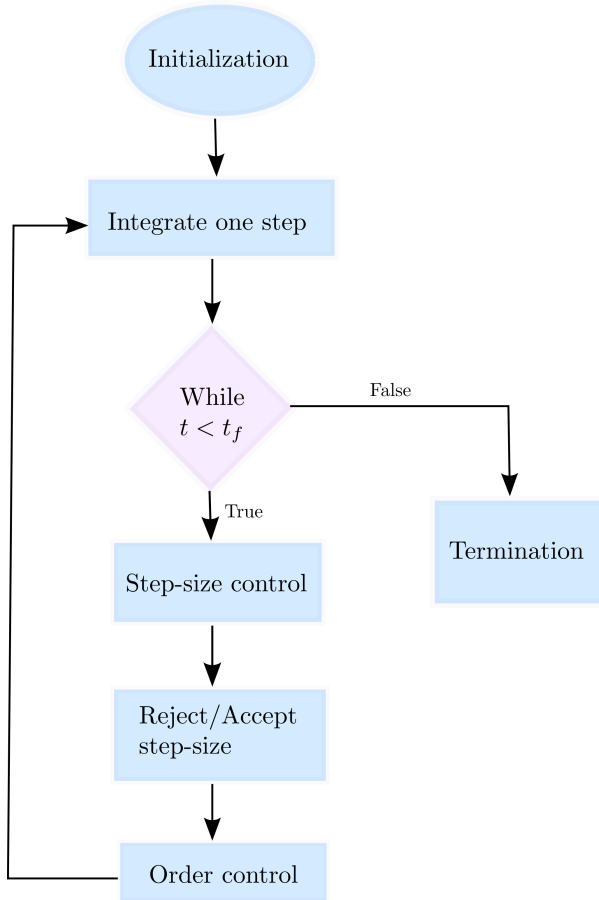 Initialization
Integrate one step
While
t < t_f
False
True
Step-size control
Termination
Reject/Accept
step-size
Order control